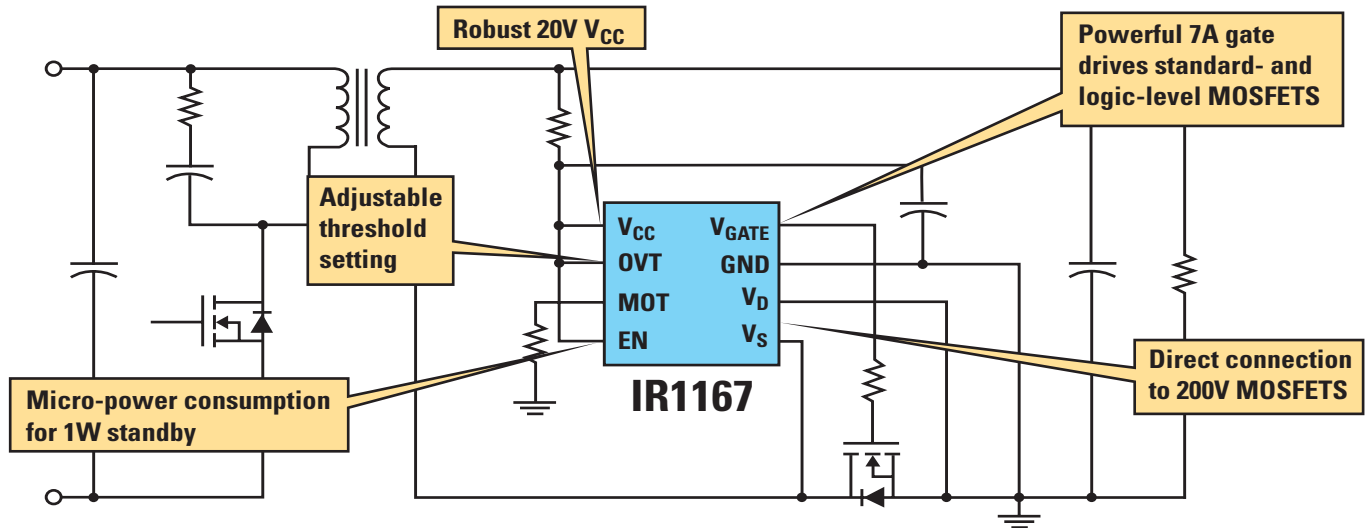 Robust 20V VCC
Powerful 7A gate
drives standard- and
logic-level MOSFETS
Adjustable
threshold
setting
VCC
OVT
MOT
EN
VGATE
GND
VD
VS
IR1167
Micro-power consumption
for 1W standby
Direct connection
to 200V MOSFETS